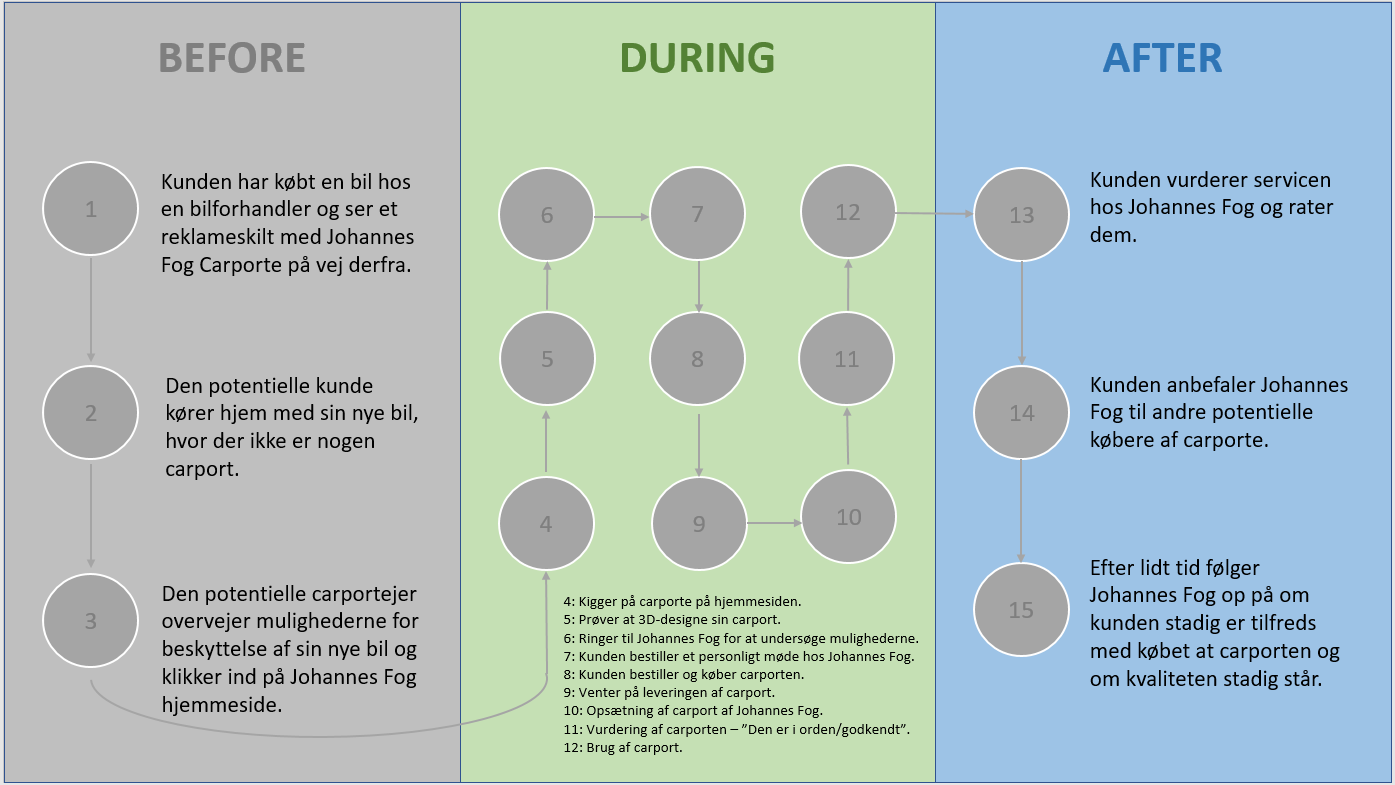 BEFORE
1
Kunden har købt en bil hos
en bilforhandler og ser et
reklameskilt med Johannes
Fog Carporte på vej derfra.
2
Den potentielle kunde
kører hjem med sin nye bil,
hvor der ikke er nogen
carport.
3
Den potentielle carportejer
overvejer mulighederne for
beskyttelse af sin nye bil og
klikker ind på Johannes Fog
hjemmeside.
DURING
6
7
12
5
8
11
4
9
10
4: Kigger på carporte på hjemmesiden.
5: Prøver at 3D-designe sin carport.
6: Ringer til Johannes Fog for at undersøge mulighederne.
7: Kunden bestiller et personligt møde hos Johannes Fog.
8: Kunden bestiller og køber carporten.
9: Venter på leveringen af carport.
10: Opsætning af carport af Johannes Fog.
11: Vurdering af carporten – ”Den er i orden/godkendt”.
12: Brug af carport.
AFTER
13
Kunden vurderer servicen
hos Johannes Fog og rater
dem.
14
Kunden anbefaler Johannes
Fog til andre potentielle
købere af carporte.
15
Efter lidt tid følger
Johannes Fog op på om
kunden stadig er tilfreds
med købet at carporten og
om kvaliteten stadig står.